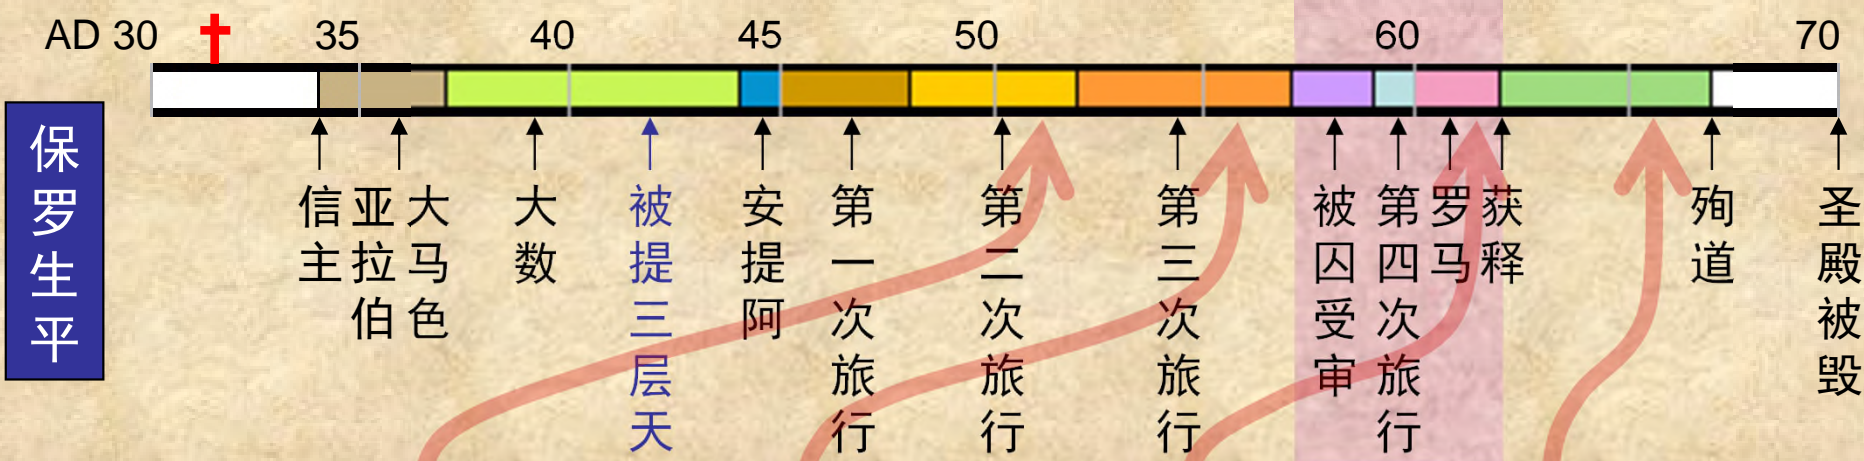 AD 30 35 40 45 50 60 70
保罗生平
信主
亚拉伯
大马色
大数
被提三层天
安提阿
第一次旅行
第二次旅行
第三次旅行
被囚受审
第四次旅行
罗马
获释
殉道
圣殿被毁